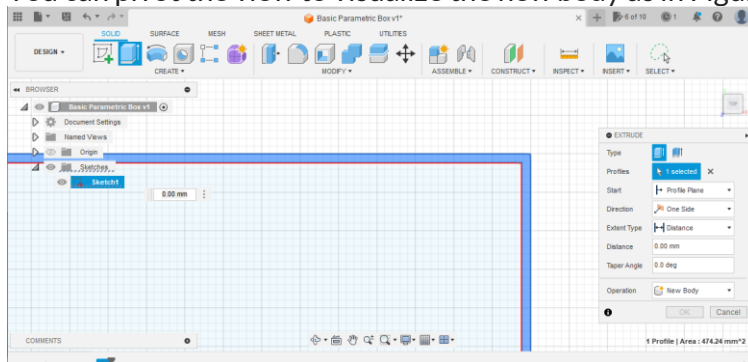 You can pivot the view to visualize the new body as in Figu
Basic Parametric Box v1*
6 of 10
1
SOLID SURFACE MESH SHEET METAL PLASTIC UTILITIES
DESIGN
CREATE MODIFY ASSEMBLE CONSTRUCT INSPECT INSERT SELECT
BROWSER
Basic Parametric Box v1
TOP
Document Settings
Named Views
EXTRUDE
Origin
Type
Sketches
Profiles 1 selected
Sketch1
0.00 mm
Start Profile Plane
Direction One Side
Extent Type Distance
Distance 0.00 mm
Taper Angle 0.0 deg
Operation New Body
OK Cancel
COMMENTS
1 Profile | Area : 474.24 mm^2